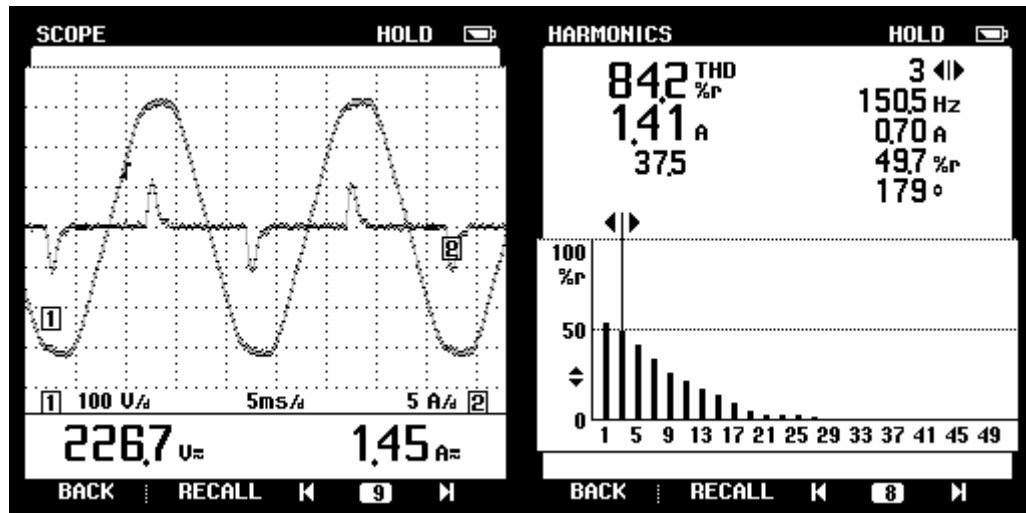 SCOPE HOLD
1
2
1 100 V/d 5ms/d 5 A/d 2
226.7 V≂ 1.45 A≂
BACK RECALL 9
HARMONICS HOLD
84.2 THD %r
1.41 A
37.5
3
150.5 Hz
0.70 A
49.7 %r
179 °
100
%r
50
0
1 5 9 13 17 21 25 29 33 37 41 45 49
BACK RECALL 8